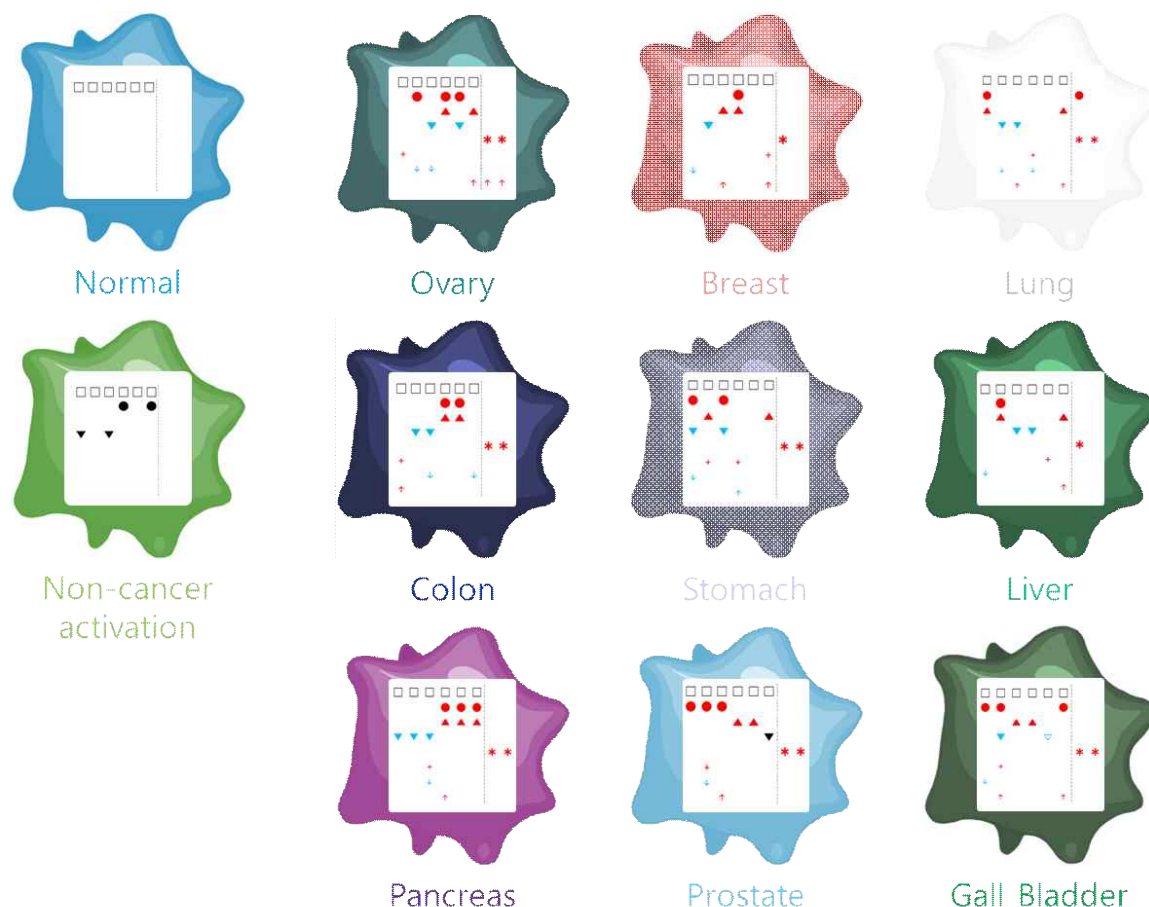 Normal
Ovary
Breast
Lung
Non-cancer
activation
Colon
Stomach
Liver
Pancreas
Prostate
Gall Bladder